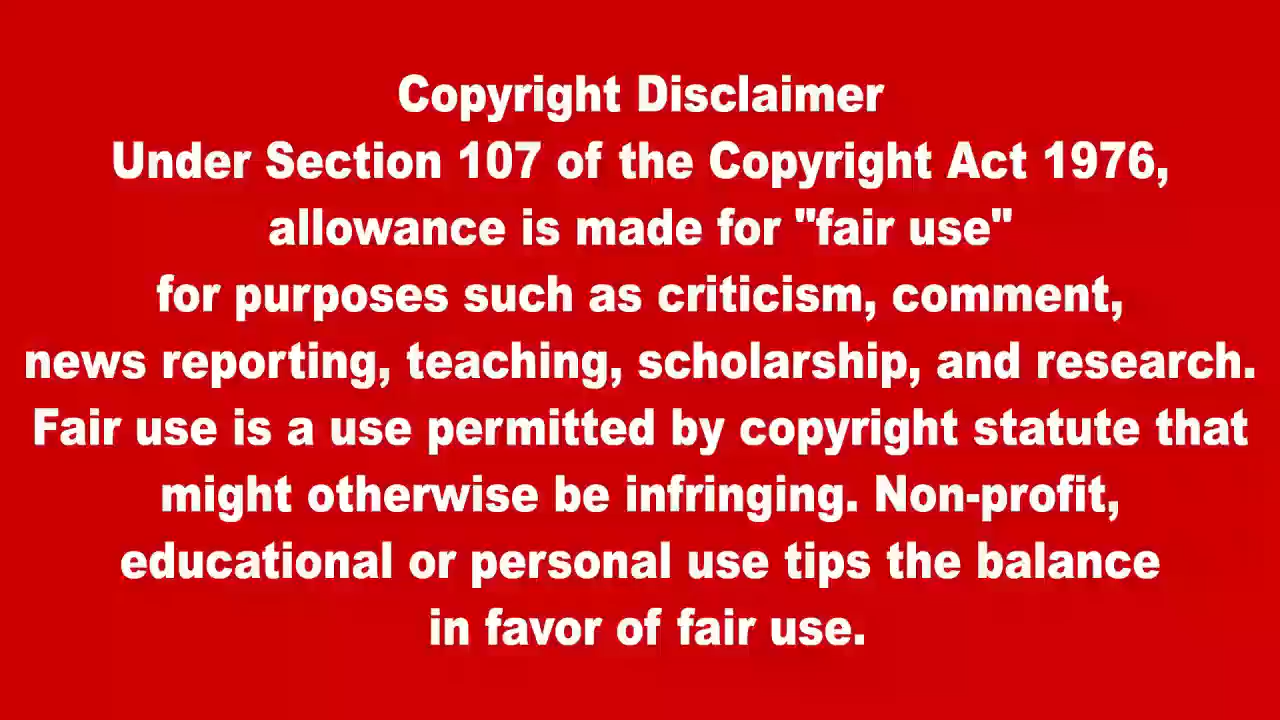 Copyright Disclaimer
Under Section 107 of the Copyright Act 1976,
allowance is made for "fair use"
for purposes such as criticism, comment,
news reporting, teaching, scholarship, and research.
Fair use is a use permitted by copyright statute that
might otherwise be infringing. Non-profit,
educational or personal use tips the balance
in favor of fair use.